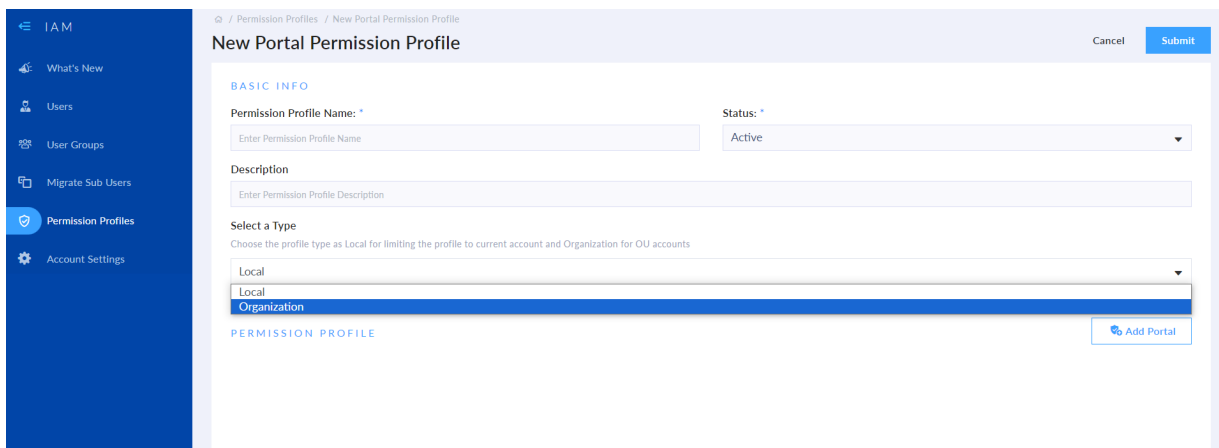 IAM
What's New
Users
User Groups
Migrate Sub Users
Permission Profiles
Account Settings
/ Permission Profiles / New Portal Permission Profile
New Portal Permission Profile
Cancel
Submit
BASIC INFO
Permission Profile Name: *
Status: *
Enter Permission Profile Name
Active
Description
Enter Permission Profile Description
Select a Type
Choose the profile type as Local for limiting the profile to current account and Organization for OU accounts
Local
Local
Organization
PERMISSION PROFILE
Add Portal